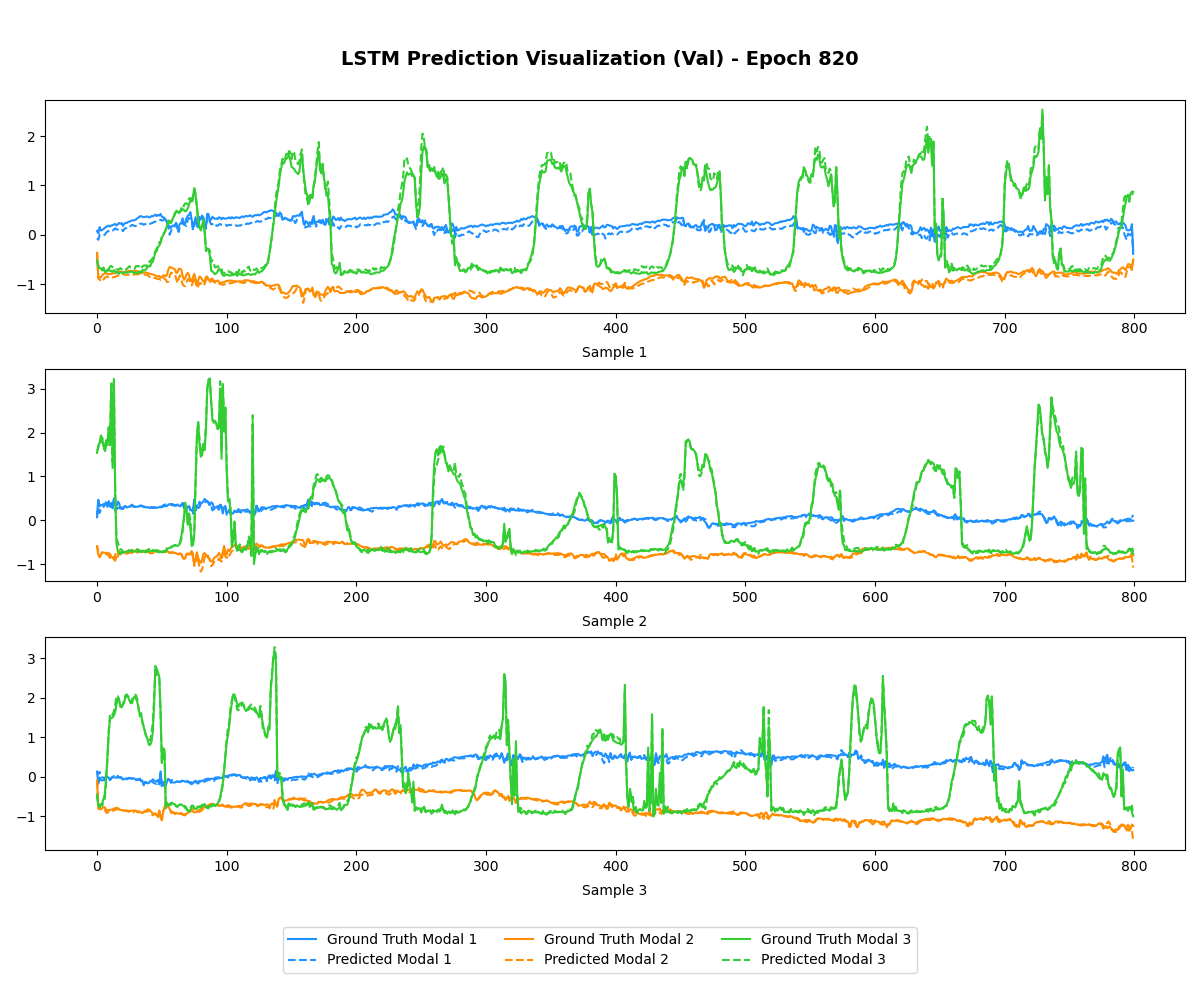 LSTM Prediction Visualization (Val) - Epoch 820
2
1
0
−1
0 100 200 300 400 500 600 700 800
Sample 1
3
2
1
0
−1
0 100 200 300 400 500 600 700 800
Sample 2
3
2
1
0
−1
0 100 200 300 400 500 600 700 800
Sample 3
Ground Truth Modal 1 Ground Truth Modal 2 Ground Truth Modal 3
Predicted Modal 1 Predicted Modal 2 Predicted Modal 3